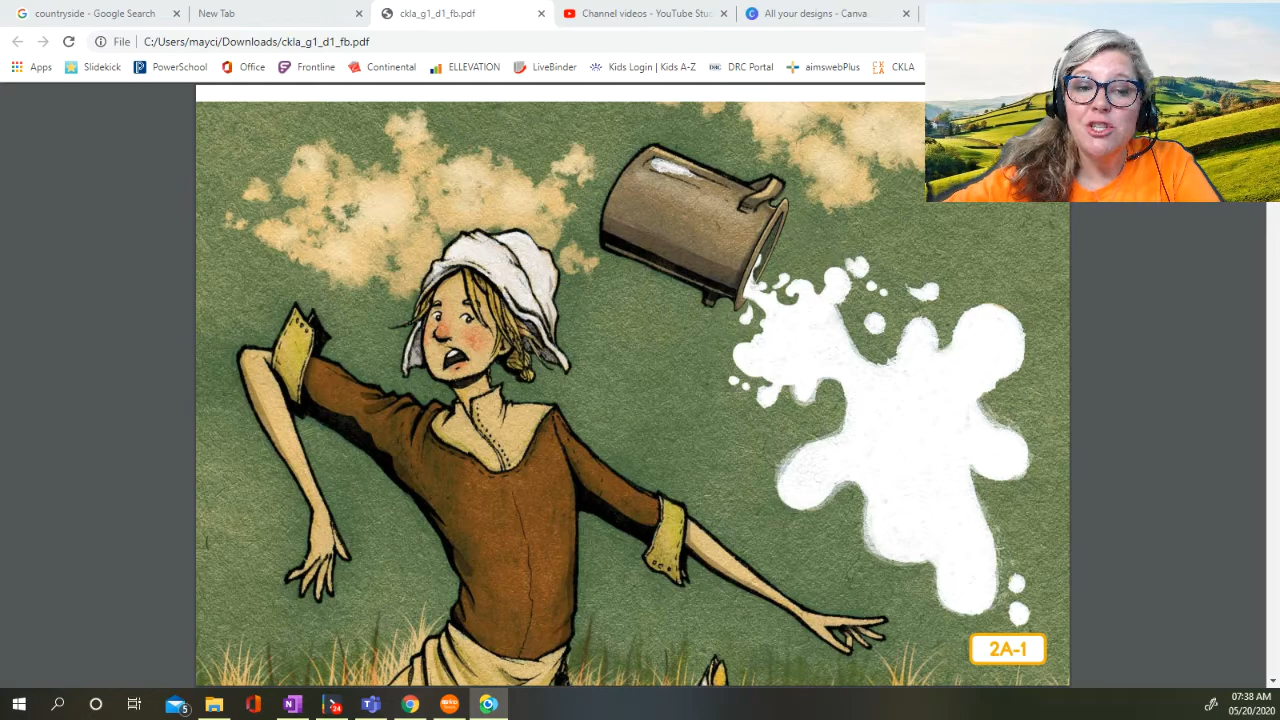 countryside - Google Search
New Tab
ckla_g1_d1_fb.pdf
Channel videos - YouTube Stu
All your designs - Canva
File
C:/Users/mayci/Downloads/ckla_g1_d1_fb.pdf
Apps
Slidekick
PowerSchool
Office
Frontline
Continental
ELLEVATION
LiveBinder
Kids Login | Kids A-Z
DRC Portal
aimswebPlus
CKLA
2A-1
5
24
07:38 AM
05/20/2020